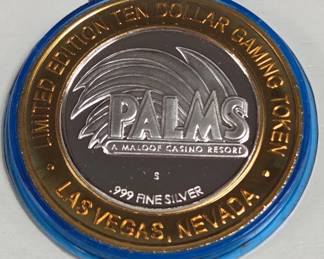 LIMITED EDITION TEN DOLLAR GAMING TOKEN
PALMS
A MALOOF CASINO RESORT
S
.999 FINE SILVER
• LAS VEGAS, NEVADA •